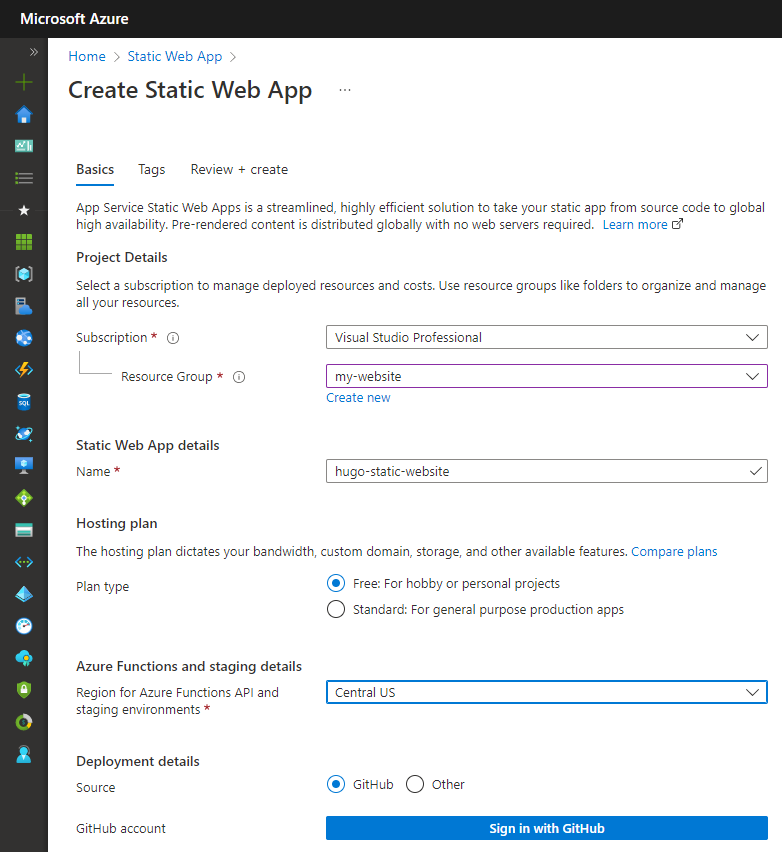 Microsoft Azure
Home > Static Web App >
Create Static Web App ...
Basics Tags Review + create
App Service Static Web Apps is a streamlined, highly efficient solution to take your static app from source code to global
high availability. Pre-rendered content is distributed globally with no web servers required. Learn more
Project Details
Select a subscription to manage deployed resources and costs. Use resource groups like folders to organize and manage
all your resources.
Subscription * Visual Studio Professional
Resource Group * my-website
Create new
Static Web App details
Name * hugo-static-website
Hosting plan
The hosting plan dictates your bandwidth, custom domain, storage, and other available features. Compare plans
Plan type Free: For hobby or personal projects
Standard: For general purpose production apps
Azure Functions and staging details
Region for Azure Functions API and Central US
staging environments *
Deployment details
Source GitHub Other
GitHub account Sign in with GitHub
SQL